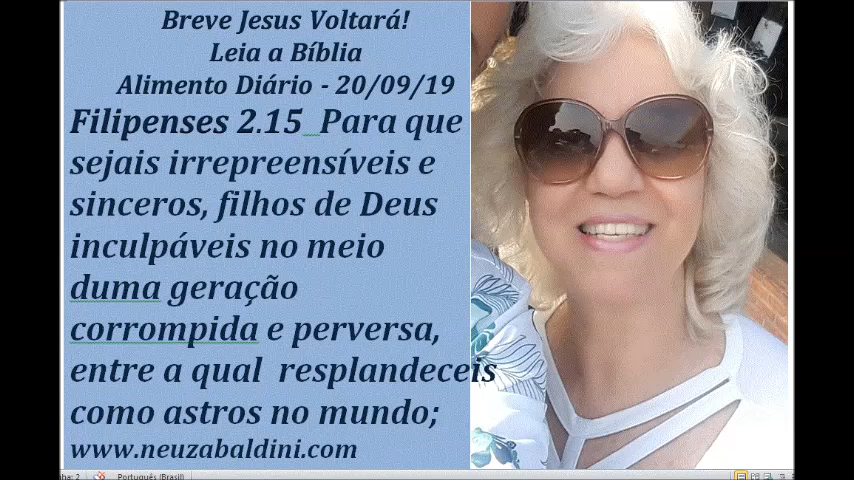 Breve Jesus Voltará!
Leia a Bíblia
Alimento Diário - 20/09/19
Filipenses 2.15 Para que
sejais irrepreensíveis e
sinceros, filhos de Deus
inculpáveis no meio
duma geração
corrompida e perversa,
entre a qual resplandeceis
como astros no mundo;
www.neuzabaldini.com
Português (Brasil)